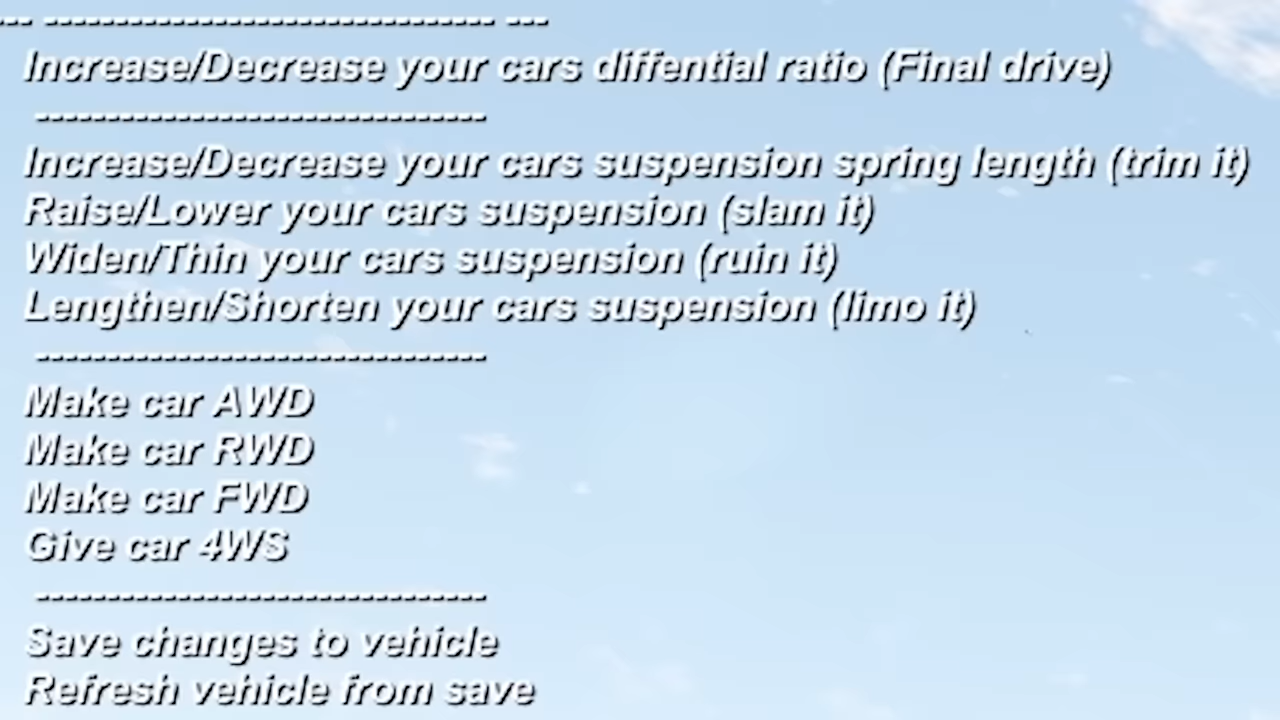 --- -------------------------------- ---
Increase/Decrease your cars diffential ratio (Final drive)
--------------------------------
Increase/Decrease your cars suspension spring length (trim it)
Raise/Lower your cars suspension (slam it)
Widen/Thin your cars suspension (ruin it)
Lengthen/Shorten your cars suspension (limo it)
--------------------------------
Make car AWD
Make car RWD
Make car FWD
Give car 4WS
--------------------------------
Save changes to vehicle
Refresh vehicle from save